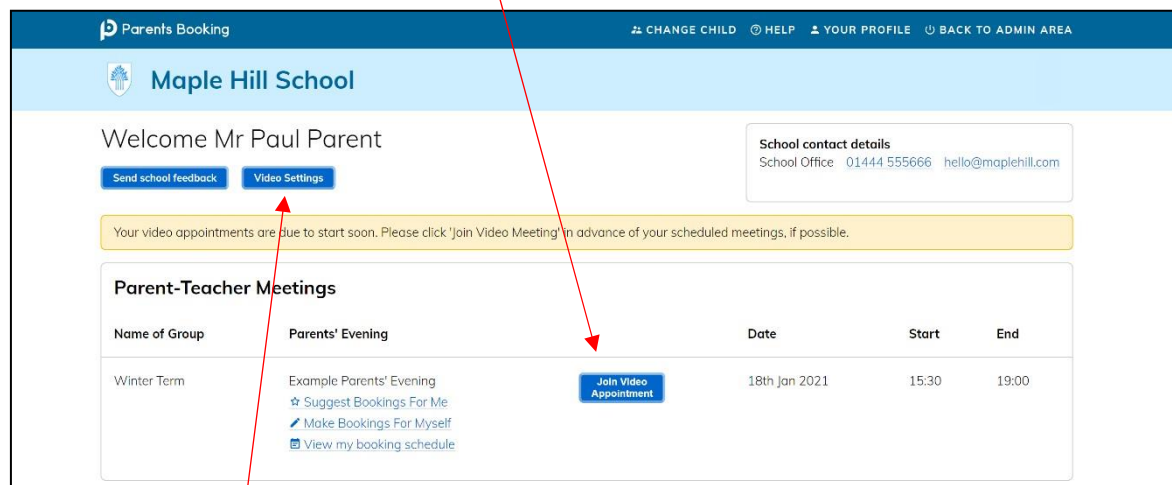 Parents Booking
CHANGE CHILD HELP YOUR PROFILE BACK TO ADMIN AREA
Maple Hill School
Welcome Mr Paul Parent
School contact details
School Office 01444 555666 hello@maplehill.com
Send school feedback Video Settings
Your video appointments are due to start soon. Please click 'Join Video Meeting' in advance of your scheduled meetings, if possible.
Parent-Teacher Meetings
Name of Group Parents' Evening Date Start End
Winter Term Example Parents' Evening Join Video Appointment 18th Jan 2021 15:30 19:00
Suggest Bookings For Me
Make Bookings For Myself
View my booking schedule